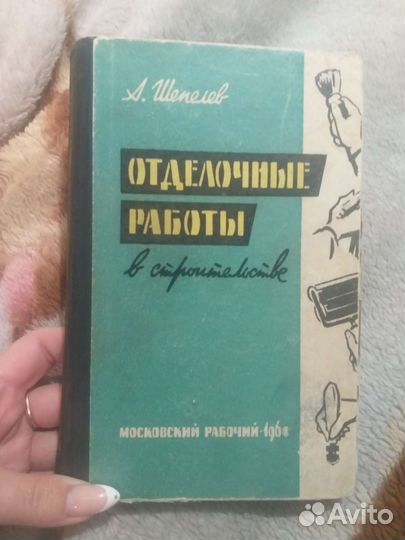 А. Шепелев
ОТДЕЛОЧНЫЕ
РАБОТЫ
в строительстве
МОСКОВСКИЙ РАБОЧИЙ
Avito